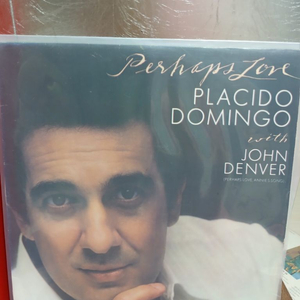 Perhaps Love
PLACIDO
DOMINGO
with
JOHN
DENVER